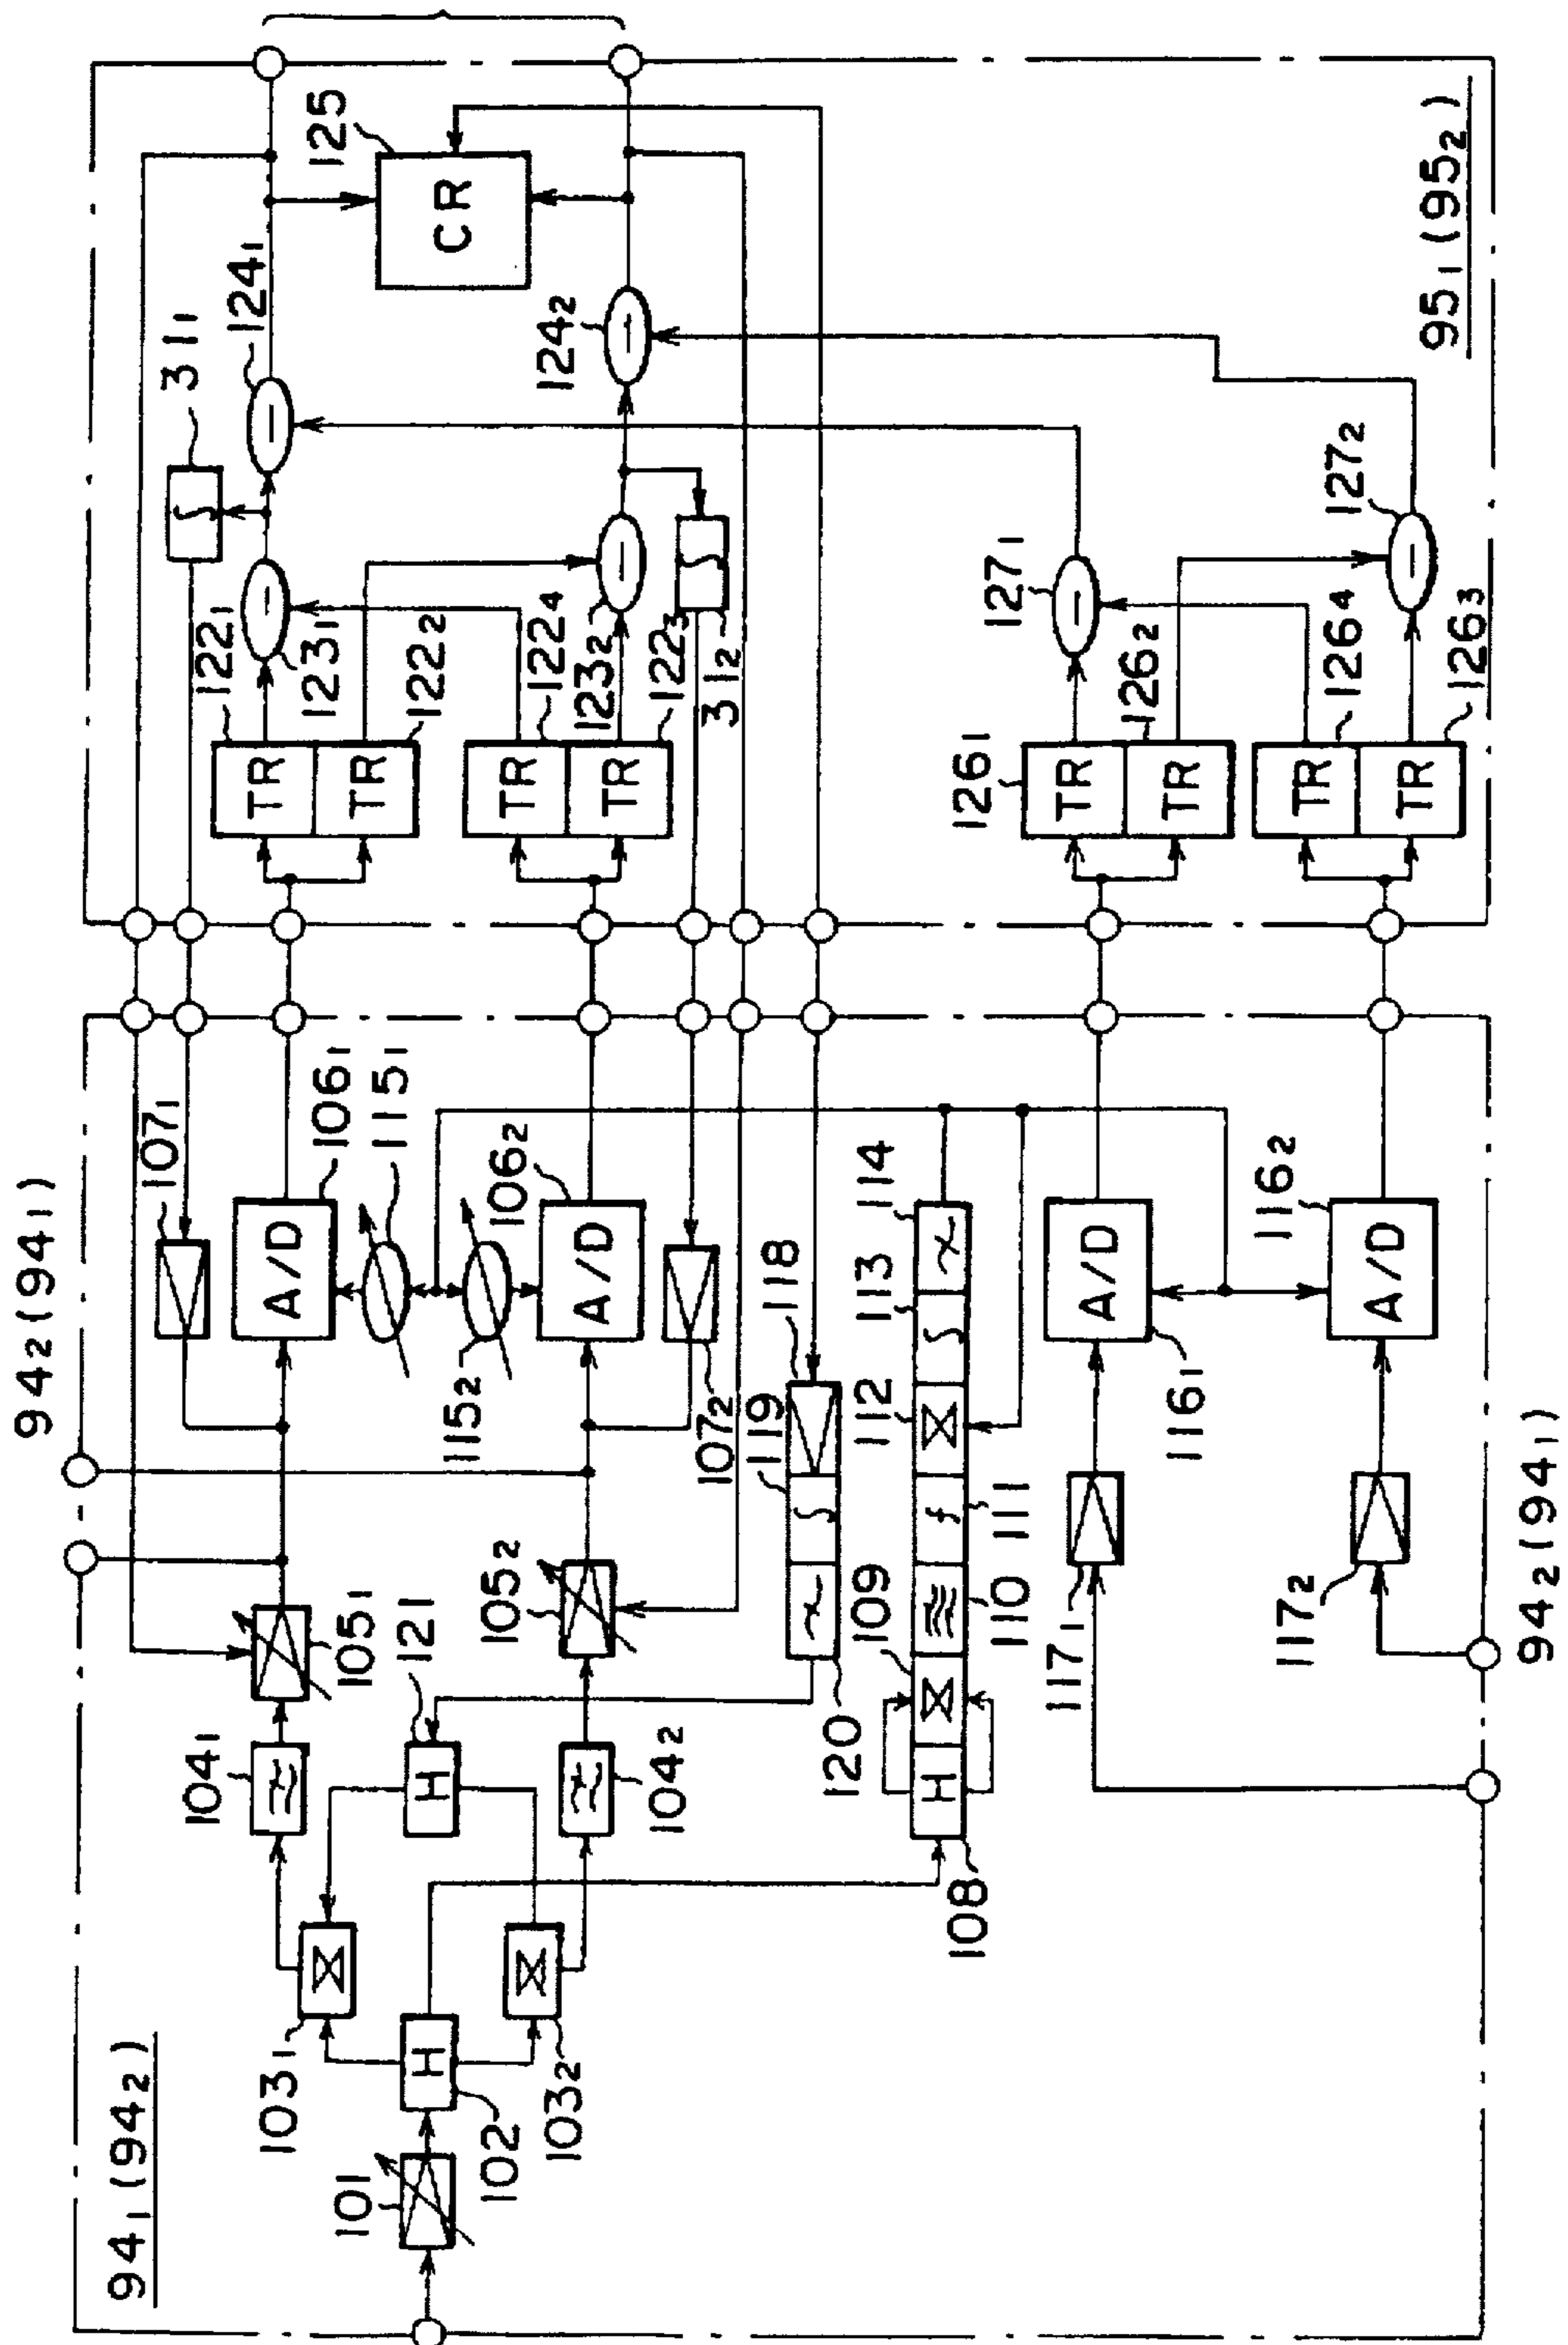 94₂(94₁)
94₁(94₂)
101
102
H
103₁
103₂
104₁
104₂
121
H
105₁
105₂
107₁
106₁
A/D
115₁
115₂
106₂
A/D
107₂
118
119
120
108
H
109
110
111
f
112
113
114
117₁
117₂
116₁
A/D
116₂
A/D
94₂(94₁)
95₁(95₂)
122₁
TR
122₂
TR
122₄
TR
122₃
TR
123₁
123₂
31₁
31₂
124₁
124₂
125
CR
126₁
TR
126₂
TR
126₄
TR
126₃
TR
127₁
127₂